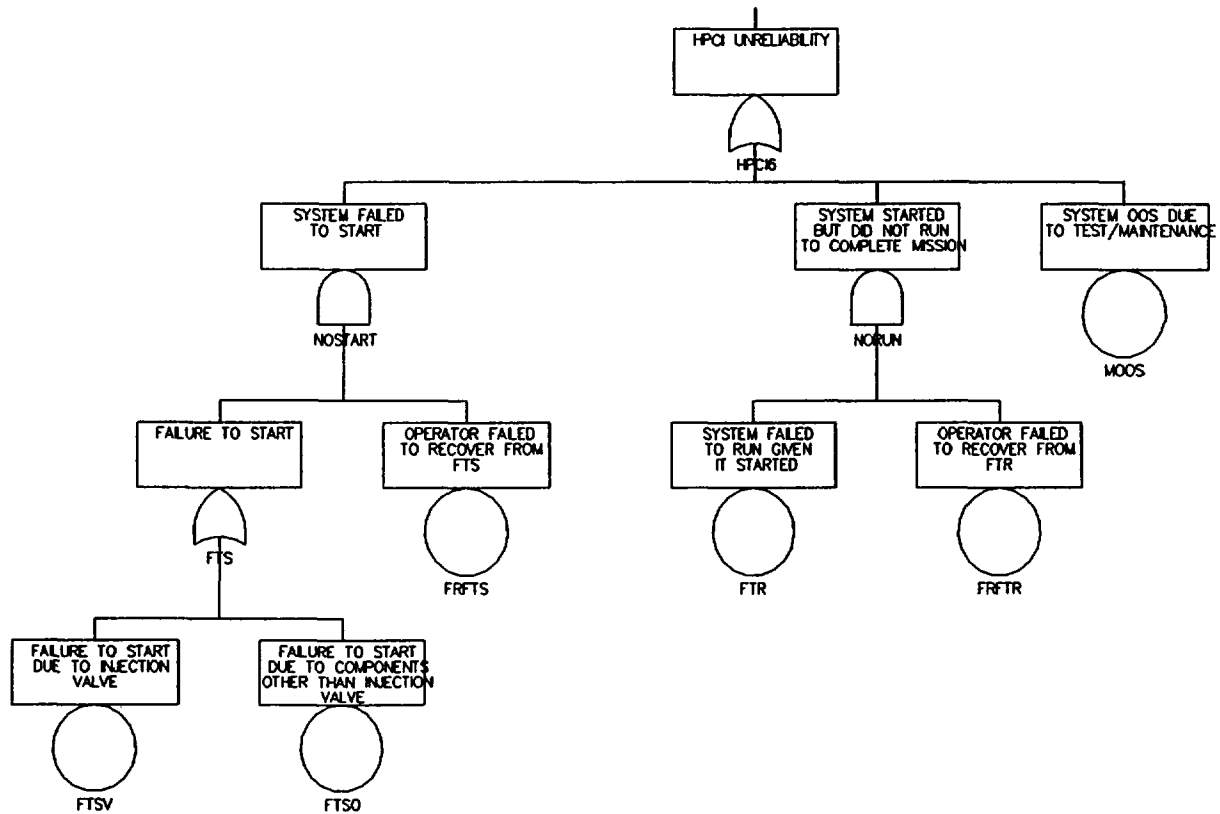 HPCI UNRELIABILITY
HPCI6
SYSTEM FAILED
TO START
NOSTART
SYSTEM STARTED
BUT DID NOT RUN
TO COMPLETE MISSION
NORUN
SYSTEM OOS DUE
TO TEST/MAINTENANCE
MOOS
FAILURE TO START
FTS
OPERATOR FAILED
TO RECOVER FROM
FTS
FRFTS
SYSTEM FAILED
TO RUN GIVEN
IT STARTED
FTR
OPERATOR FAILED
TO RECOVER FROM
FTR
FRFTR
FAILURE TO START
DUE TO INJECTION
VALVE
FTSV
FAILURE TO START
DUE TO COMPONENTS
OTHER THAN INJECTION
VALVE
FTSO